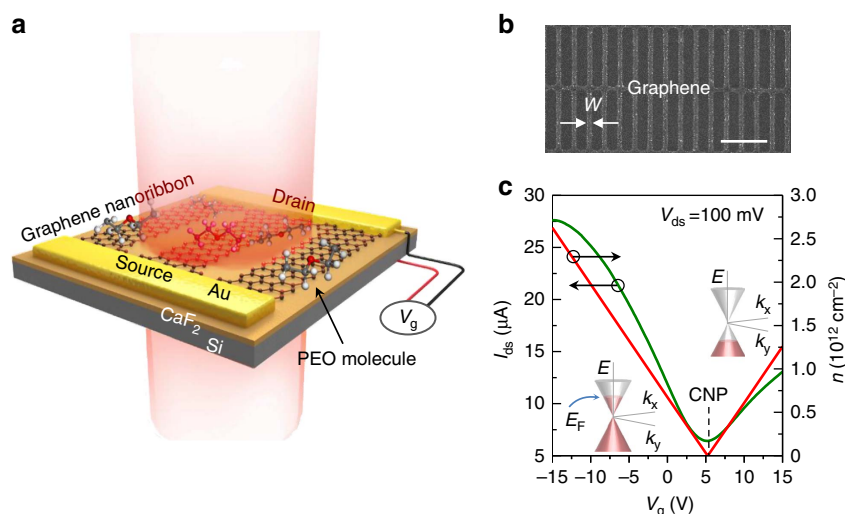 a
Graphene nanoribbon
Drain
Source
Au
CaF2
Si
Vg
PEO molecule
b
Graphene
W
c
Vds =100 mV
30
25
20
15
10
5
Ids (μA)
3.0
2.5
2.0
1.5
1.0
0.5
0
n (10¹² cm⁻²)
E
kx
ky
E
kx
ky
EF
CNP
−15 −10 −5 0 5 10 15
Vg (V)